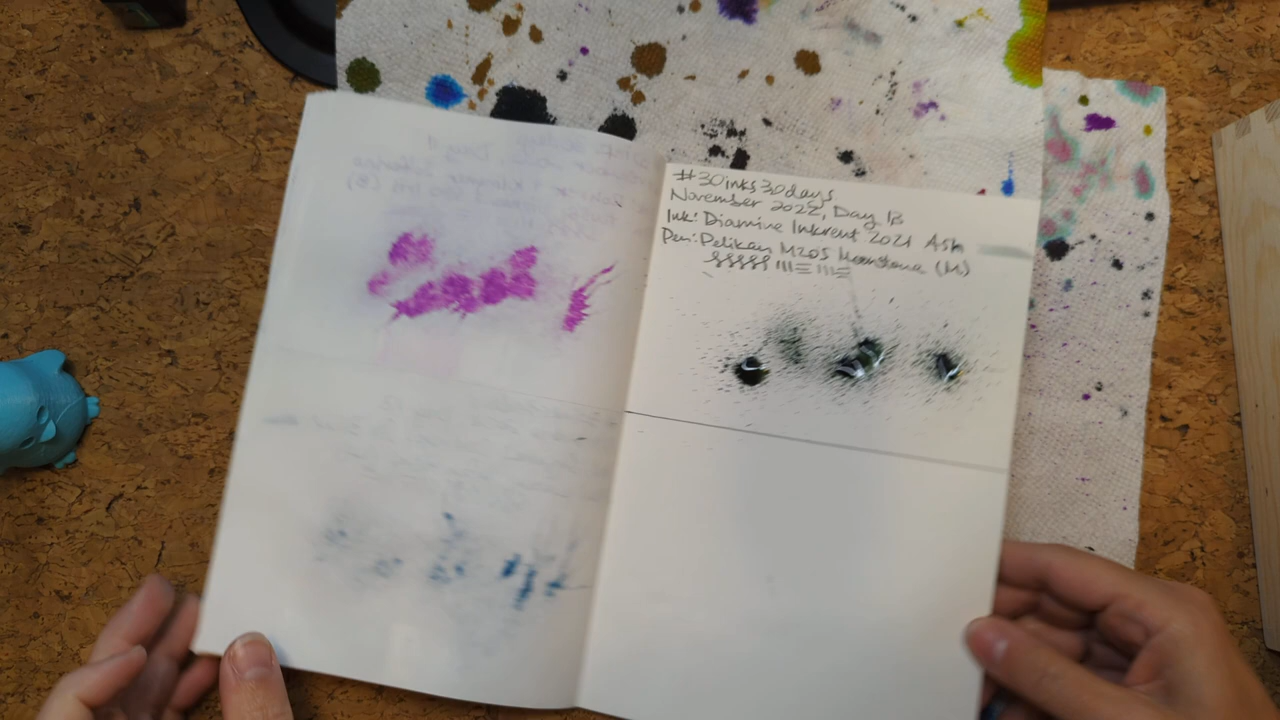 #30inks30days
November 2022, Day 13
Ink: Diamine Inkvent 2021 Ash
Pen: Pelikan M205 Moonstone (M)